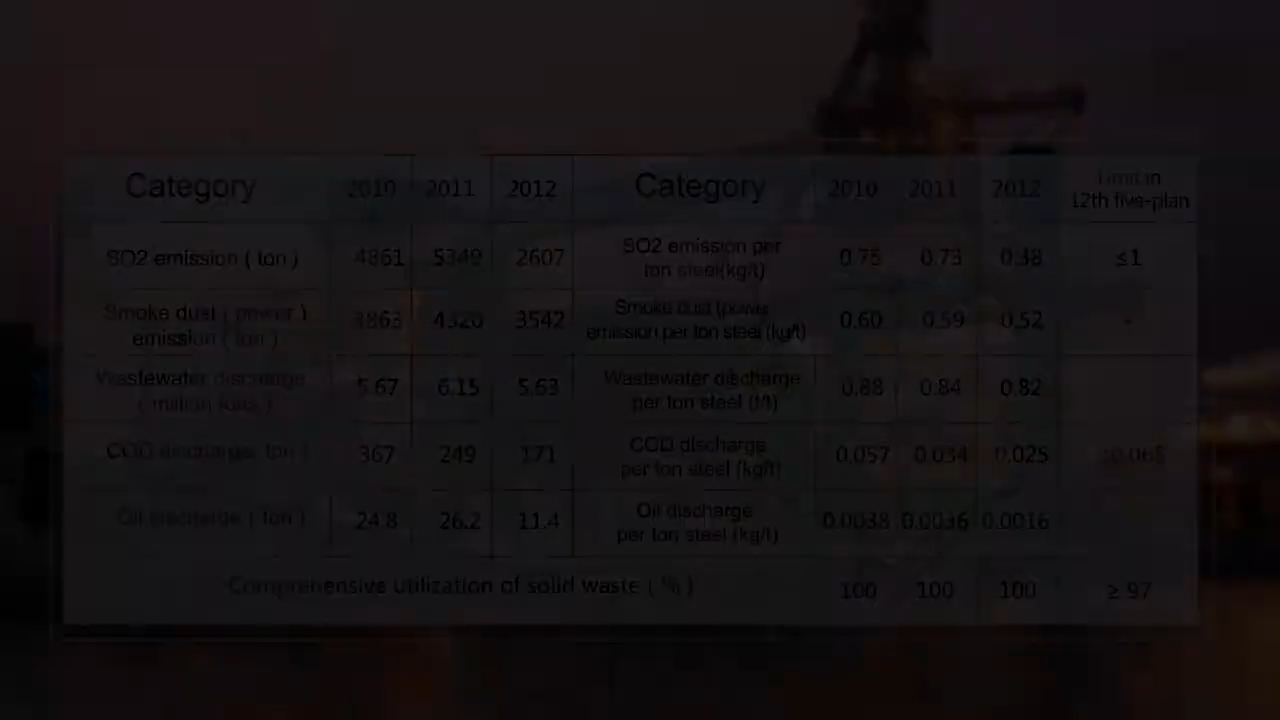 Category 2010 2011 2012 Category 2010 2011 2012 Limit in
12th five-plan
SO2 emission ( ton ) 4861 5349 2607 SO2 emission per
ton steel(kg/t) 0.75 0.73 0.38 ≤1
Smoke dust ( power )
emission ( ton ) 3863 4320 3542 Smoke dust (power
emission per ton steel (kg/t) 0.60 0.59 0.52 -
Wastewater discharge
( million tons ) 5.67 6.15 5.63 Wastewater discharge
per ton steel (t/t) 0.88 0.84 0.82
COD discharge( ton ) 367 249 171 COD discharge
per ton steel (kg/t) 0.057 0.034 0.025
Oil discharge ( ton ) 24.8 26.2 11.4 Oil discharge
per ton steel (kg/t) 0.0038 0.0036 0.0016
Comprehensive utilization of solid waste ( % ) 100 100 100 ≥ 97